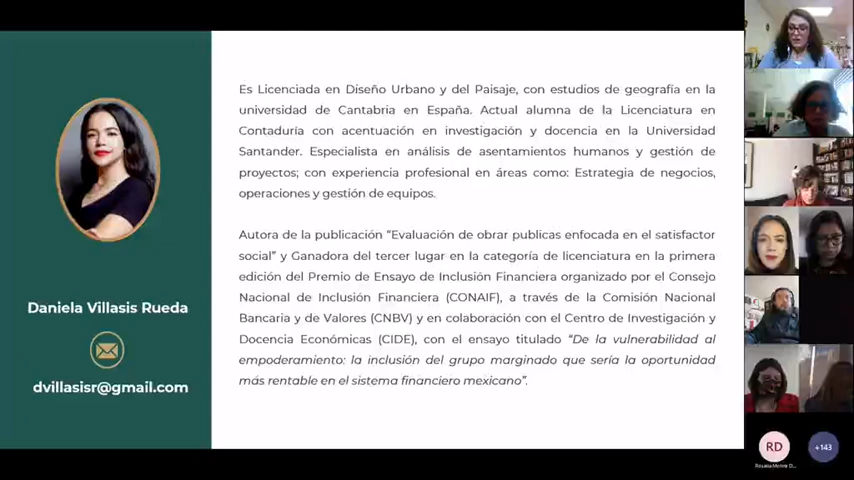 Es Licenciada en Diseño Urbano y del Paisaje, con estudios de geografía en la
universidad de Cantabria en España. Actual alumna de la Licenciatura en
Contaduría con acentuación en investigación y docencia en la Universidad
Santander. Especialista en análisis de asentamientos humanos y gestión de
proyectos; con experiencia profesional en áreas como: Estrategia de negocios,
operaciones y gestión de equipos.
Autora de la publicación “Evaluación de obrar publicas enfocada en el satisfactor
social” y Ganadora del tercer lugar en la categoría de licenciatura en la primera
edición del Premio de Ensayo de Inclusión Financiera organizado por el Consejo
Nacional de Inclusión Financiera (CONAIF), a través de la Comisión Nacional
Bancaria y de Valores (CNBV) y en colaboración con el Centro de Investigación y
Docencia Económicas (CIDE), con el ensayo titulado “De la vulnerabilidad al
empoderamiento: la inclusión del grupo marginado que sería la oportunidad
más rentable en el sistema financiero mexicano”.
Daniela Villasis Rueda
dvillasisr@gmail.com
RD
+143